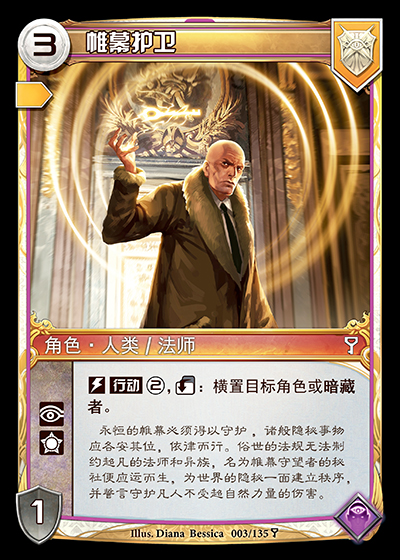 3
帷幕护卫
角色·人类/法师
行动 2, : 横置目标角色或暗藏
者。
永恒的帷幕必须得以守护，诸般隐秘事物
应各安其位，依律而行。俗世的法规无法制
约超凡的法师和异族，名为帷幕守望者的秘
社便应运而生，为世界的隐秘一面建立秩序，
并誓言守护凡人不受超自然力量的伤害。
1
Illus. Diana Bessica 003/135